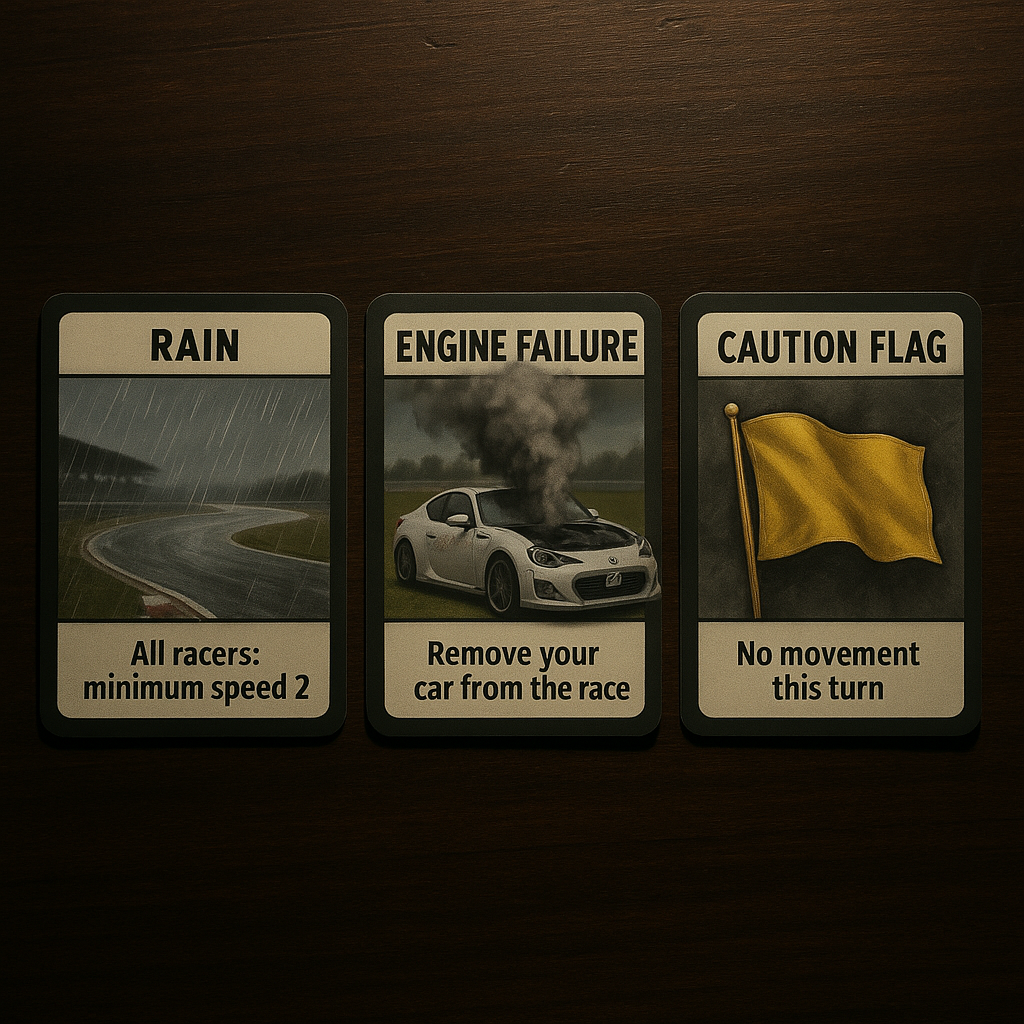 RAIN
All racers:
minimum speed 2
ENGINE FAILURE
Remove your
car from the race
CAUTION FLAG
No movement
this turn